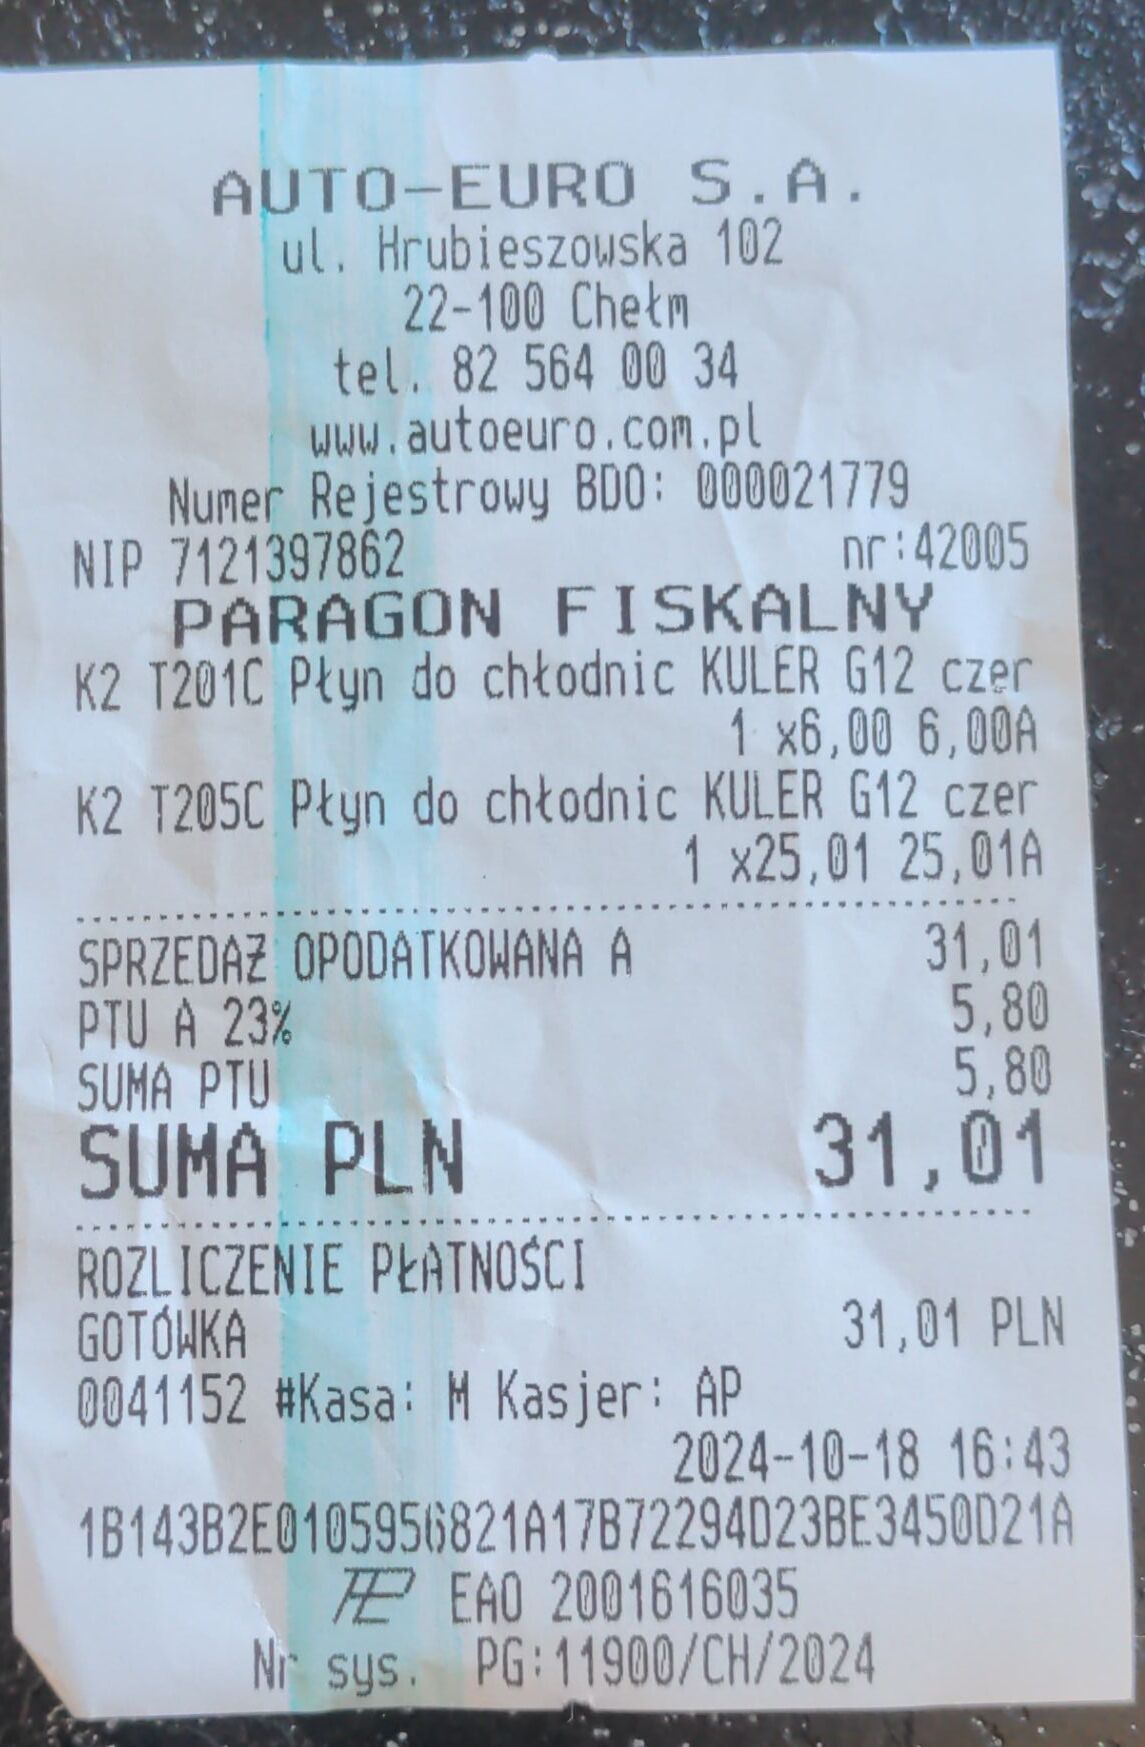 AUTO-EURO S.A.
ul. Hrubieszowska 102
22-100 Chełm
tel. 82 564 00 34
www.autoeuro.com.pl
Numer Rejestrowy BDO: 000021779
NIP 7121397862 nr:42005
PARAGON FISKALNY
K2 T201C Płyn do chłodnic KULER G12 czer
1 x6,00 6,00A
K2 T205C Płyn do chłodnic KULER G12 czer
1 x25,01 25,01A
SPRZEDAŻ OPODATKOWANA A 31,01
PTU A 23% 5,80
SUMA PTU 5,80
SUMA PLN 31,01
ROZLICZENIE PŁATNOŚCI
GOTÓWKA 31,01 PLN
0041152 #Kasa: M Kasjer: AP
2024-10-18 16:43
1B143B2E0105956821A17B72294D23BE3450D21A
EAO 2001616035
Nr sys. PG:11900/CH/2024